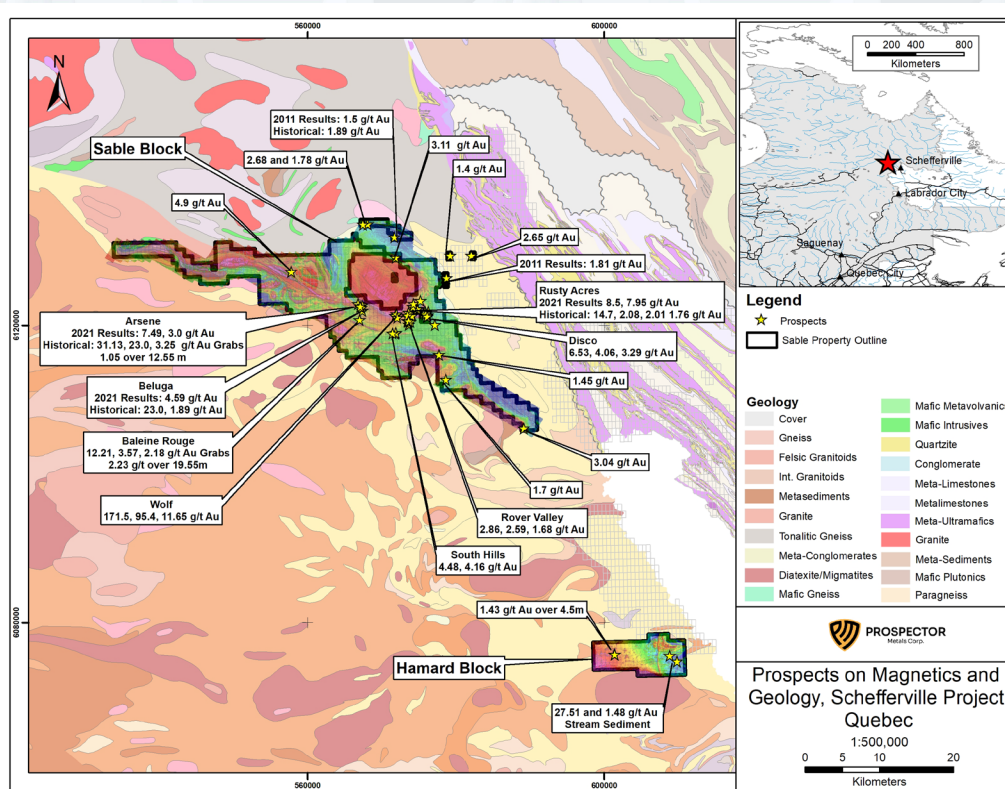 560000
600000
N
2011 Results: 1.5 g/t Au
Historical: 1.89 g/t Au
Sable Block
3.11 g/t Au
2.68 and 1.78 g/t Au
1.4 g/t Au
4.9 g/t Au
2.65 g/t Au
2011 Results: 1.81 g/t Au
Rusty Acres
2021 Results 8.5, 7.95 g/t Au
Historical: 14.7, 2.08, 2.01 1.76 g/t Au
Arsene
2021 Results: 7.49, 3.0 g/t Au
Historical: 31.13, 23.0, 3.25 g/t Au Grabs
1.05 over 12.55 m
Disco
6.53, 4.06, 3.29 g/t Au
1.45 g/t Au
Beluga
2021 Results: 4.59 g/t Au
Historical: 23.0, 1.89 g/t Au
Baleine Rouge
12.21, 3.57, 2.18 g/t Au Grabs
2.23 g/t over 19.55m
3.04 g/t Au
1.7 g/t Au
Wolf
171.5, 95.4, 11.65 g/t Au
Rover Valley
2.86, 2.59, 1.68 g/t Au
South Hills
4.48, 4.16 g/t Au
1.43 g/t Au over 4.5m
Hamard Block
27.51 and 1.48 g/t Au
Stream Sediment
6120000
6080000
560000
600000
0 200 400 800
Kilometers
Schefferville
Labrador City
Saguenay
Quebec City
Legend
Prospects
Sable Property Outline
Geology
Cover
Gneiss
Felsic Granitoids
Int. Granitoids
Metasediments
Granite
Tonalitic Gneiss
Meta-Conglomerates
Diatexite/Migmatites
Mafic Gneiss
Mafic Metavolvanics
Mafic Intrusives
Quartzite
Conglomerate
Meta-Limestones
Metalimestones
Meta-Ultramafics
Granite
Meta-Sediments
Mafic Plutonics
Paragneiss
PROSPECTOR
Metals Corp.
Prospects on Magnetics and
Geology, Schefferville Project
Quebec
1:500,000
0 5 10 20
Kilometers